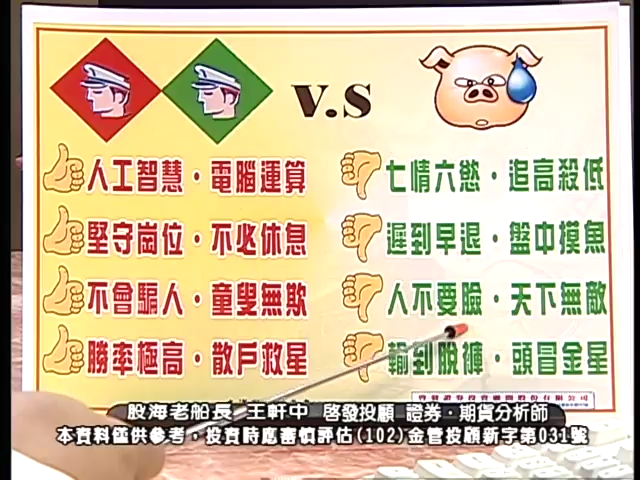 V.S
人工智慧・電腦運算
七情六慾・追高殺低
堅守崗位・不必休息
遲到早退・盤中摸魚
不會騙人・童叟無欺
人不要臉・天下無敵
勝率極高・散戶救星
輸到脫褲・頭冒金星
股海老船長 王軒中 啓發投顧 證券・期貨分析師
本資料僅供參考，投資時應審慎評估(102)金管投顧新字第031號